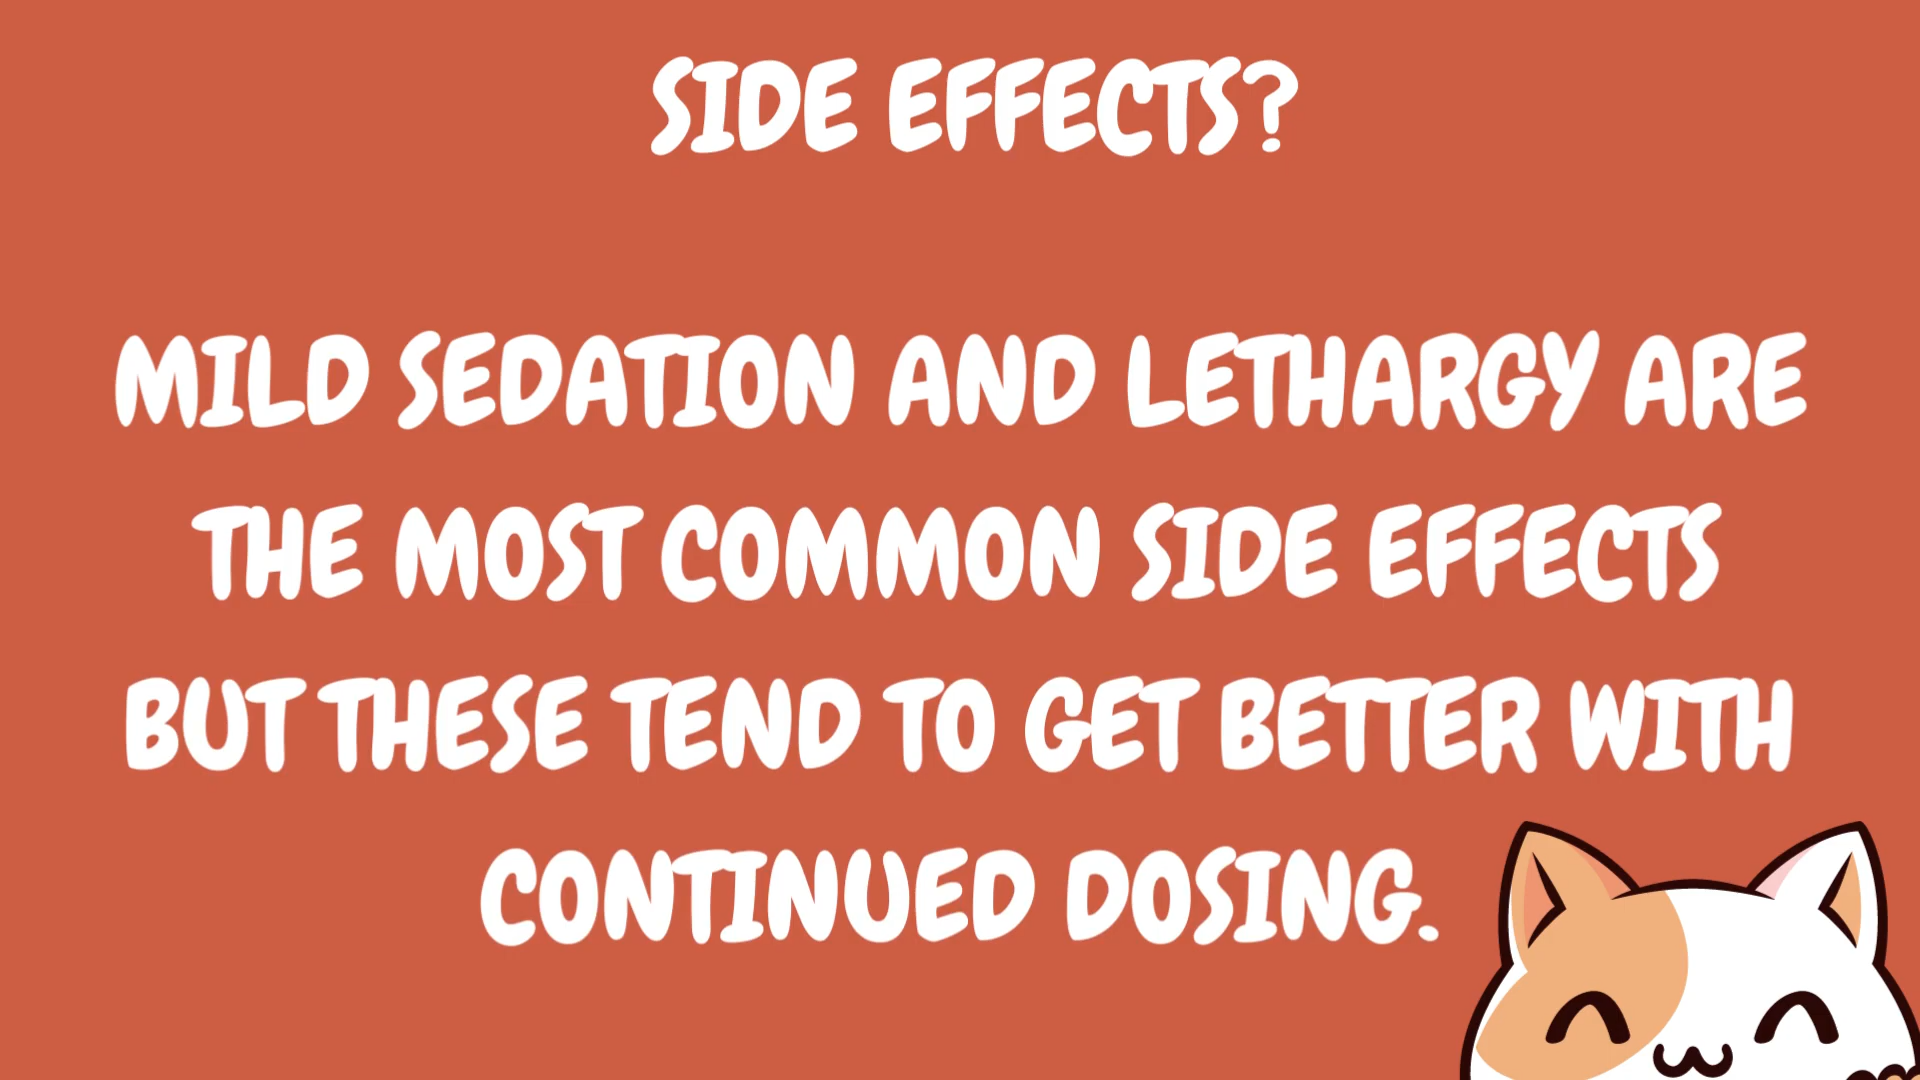 SIDE EFFECTS?
MILD SEDATION AND LETHARGY ARE
THE MOST COMMON SIDE EFFECTS
BUT THESE TEND TO GET BETTER WITH
CONTINUED DOSING.